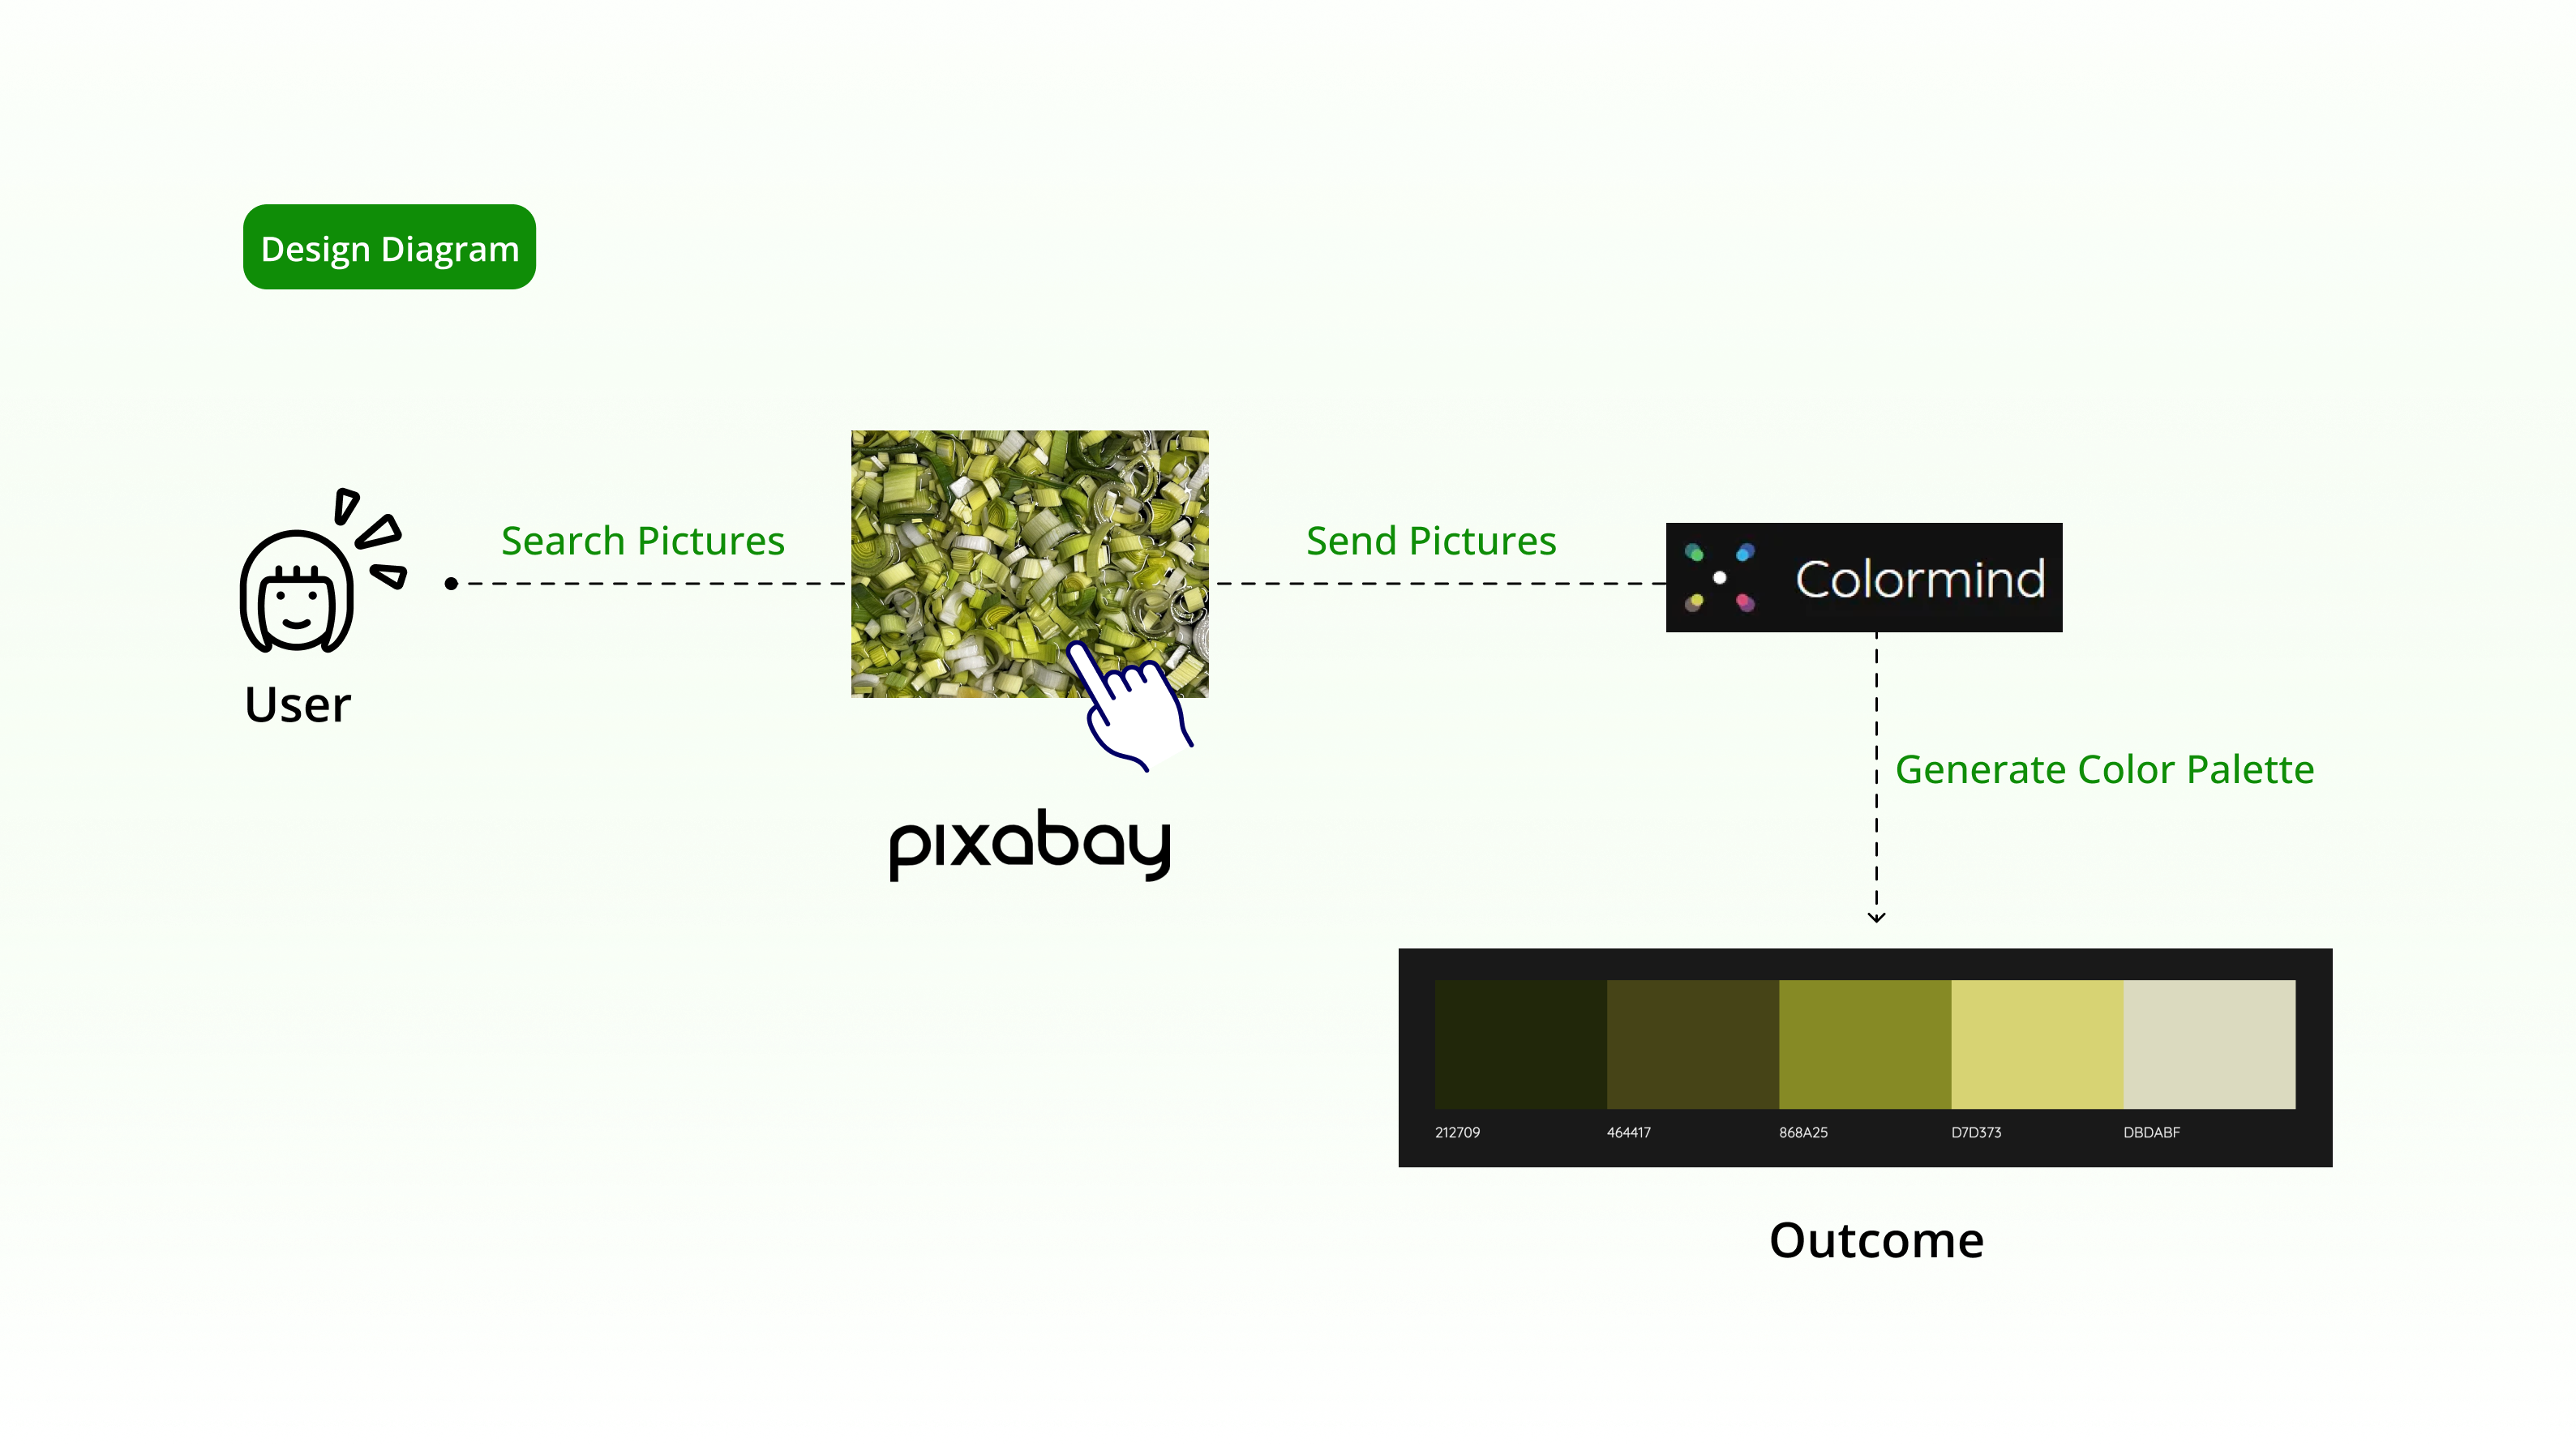 Design Diagram
Search Pictures
Send Pictures
Colormind
User
Generate Color Palette
pixabay
212709 464417 868A25 D7D373 DBDABF
Outcome